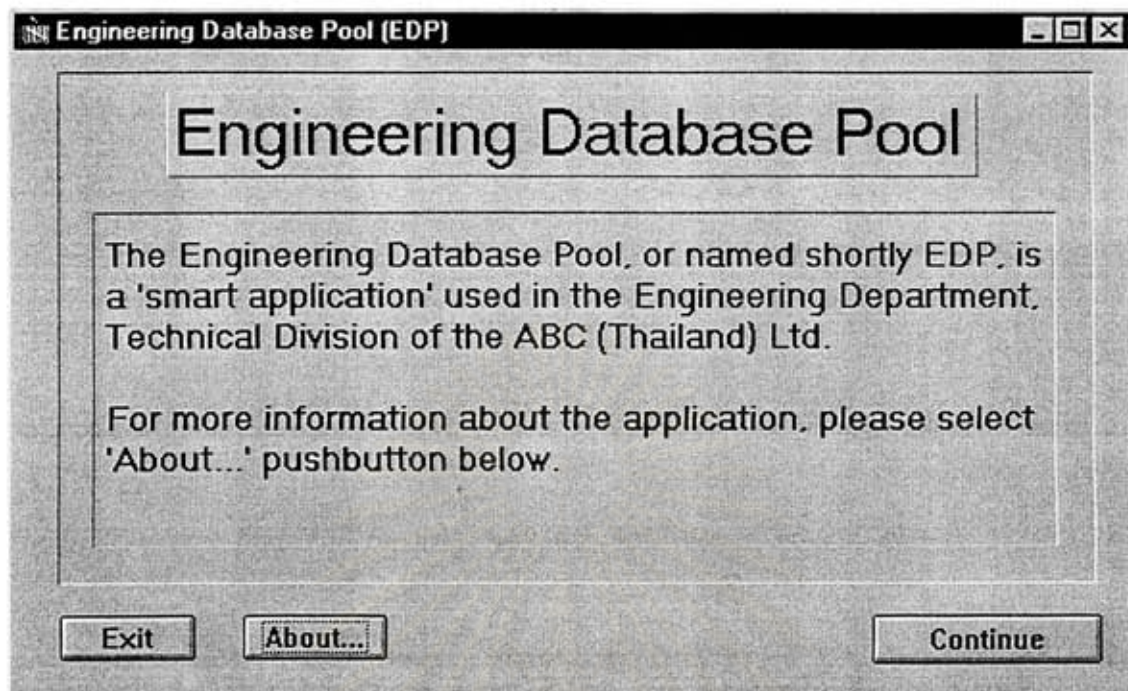 Engineering Database Pool (EDP)
Engineering Database Pool
The Engineering Database Pool, or named shortly EDP, is
a 'smart application' used in the Engineering Department,
Technical Division of the ABC (Thailand) Ltd.
For more information about the application, please select
'About...' pushbutton below.
Exit
About...
Continue